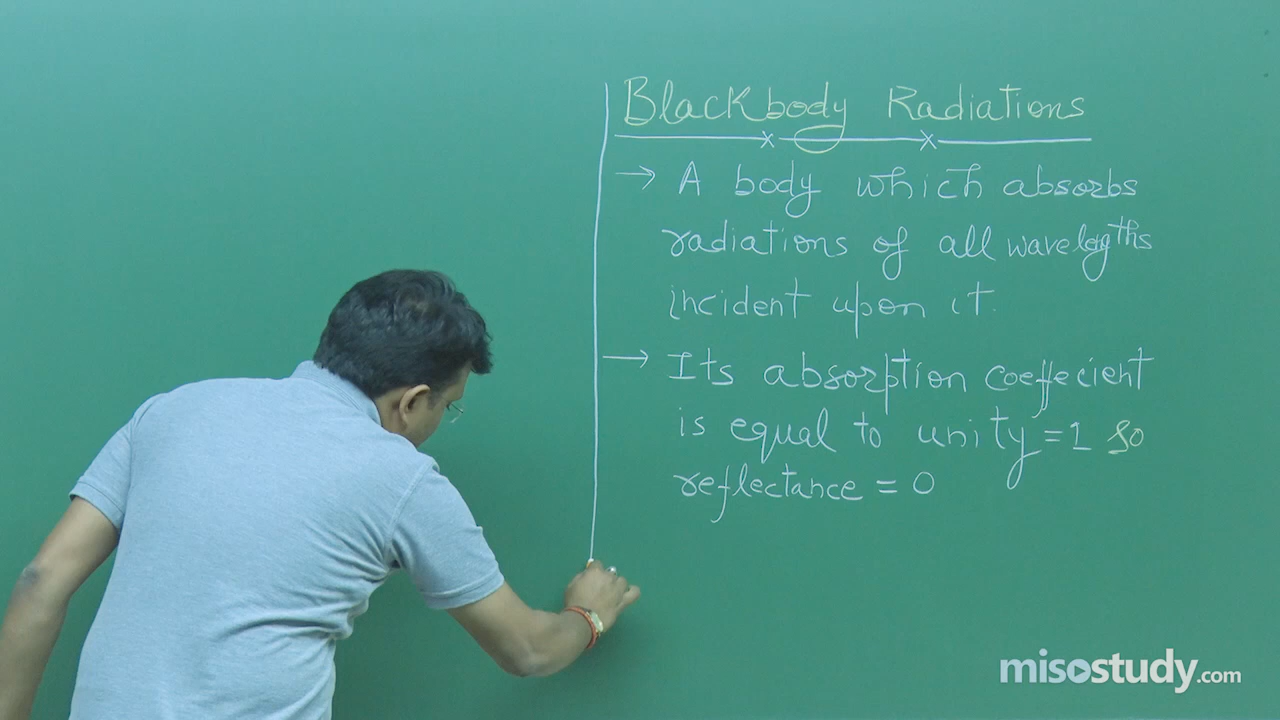 Blackbody Radiations
→ A body which absorbs
radiations of all wavelegths
incident upon it.
→ Its absorption coeffecient
is equal to unity = 1 so
reflectance = 0
misostudy.com